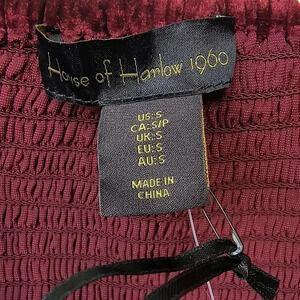 House of Harlow 1960
US:S
CA:S/P
UK:S
EU:S
AU:S
MADE IN
CHINA